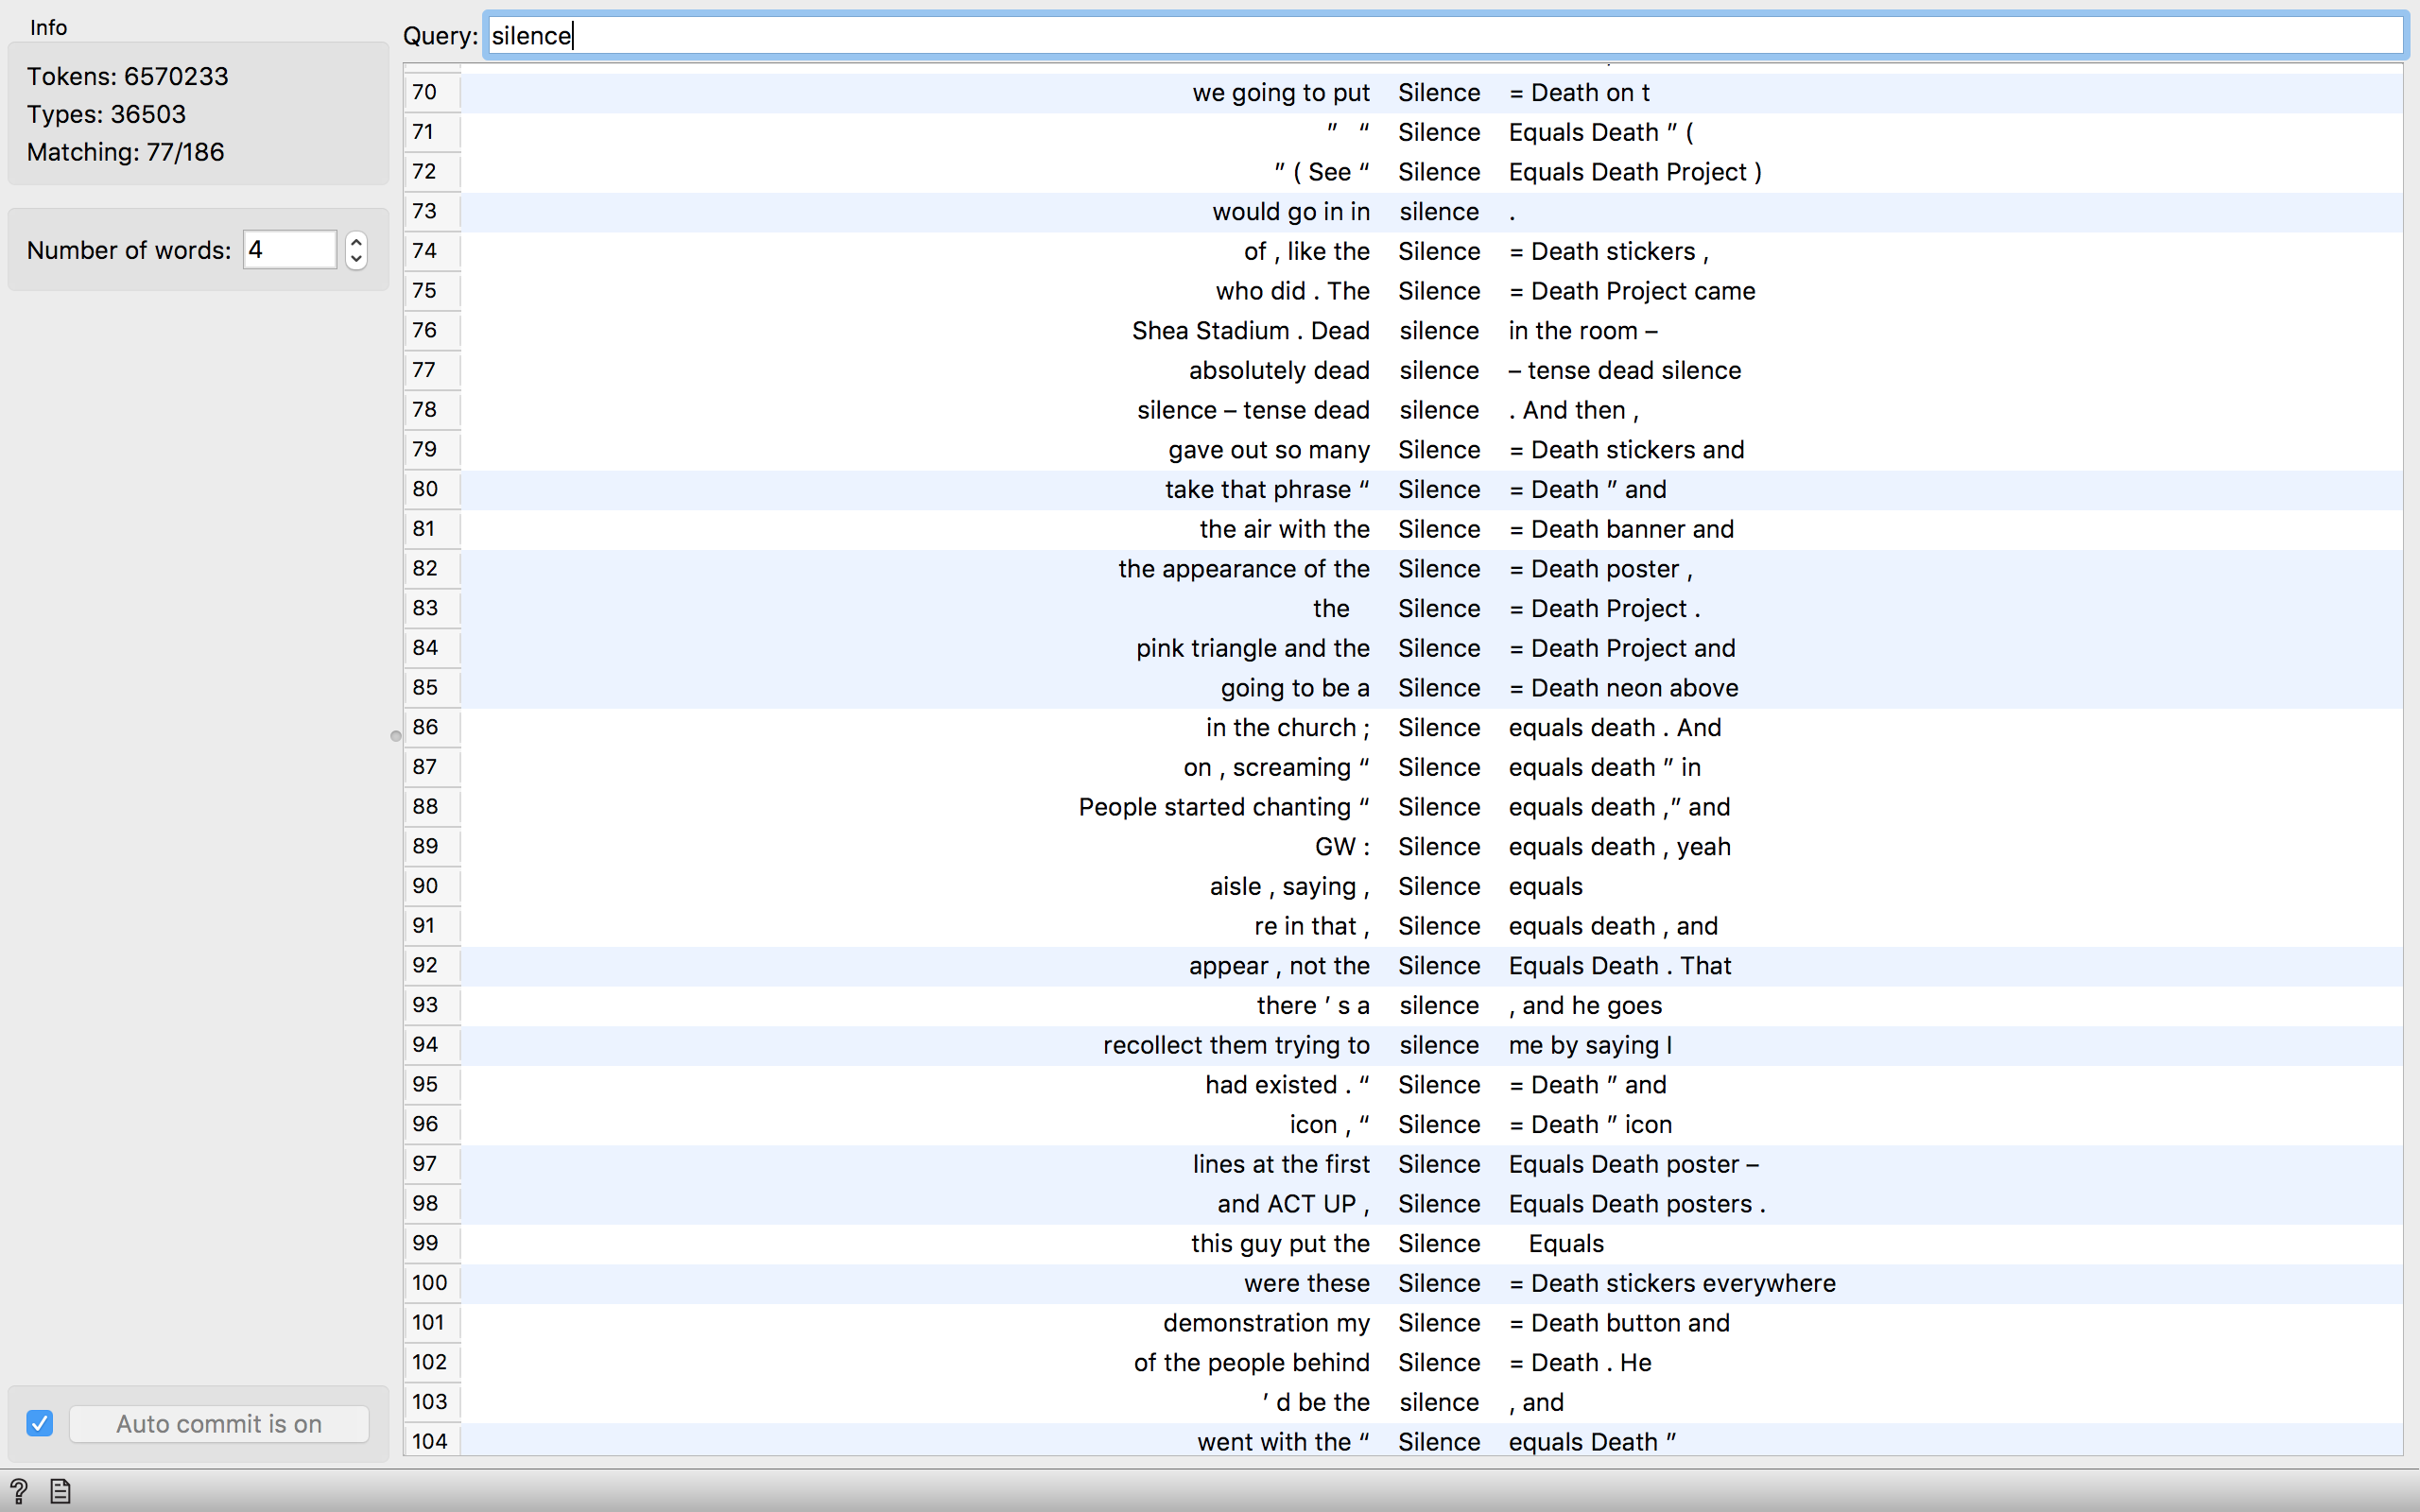 Info
Tokens: 6570233
Types: 36503
Matching: 77/186
Number of words: 4
Auto commit is on
Query: silence
70 we going to put Silence = Death on t
71 ” “ Silence Equals Death ” (
72 ” ( See “ Silence Equals Death Project )
73 would go in in silence .
74 of , like the Silence = Death stickers ,
75 who did . The Silence = Death Project came
76 Shea Stadium . Dead silence in the room –
77 absolutely dead silence – tense dead silence
78 silence – tense dead silence . And then ,
79 gave out so many Silence = Death stickers and
80 take that phrase “ Silence = Death ” and
81 the air with the Silence = Death banner and
82 the appearance of the Silence = Death poster ,
83 the Silence = Death Project .
84 pink triangle and the Silence = Death Project and
85 going to be a Silence = Death neon above
86 in the church ; Silence equals death . And
87 on , screaming “ Silence equals death ” in
88 People started chanting “ Silence equals death ,” and
89 GW : Silence equals death , yeah
90 aisle , saying , Silence equals
91 re in that , Silence equals death , and
92 appear , not the Silence Equals Death . That
93 there ’ s a silence , and he goes
94 recollect them trying to silence me by saying I
95 had existed . “ Silence = Death ” and
96 icon , “ Silence = Death ” icon
97 lines at the first Silence Equals Death poster –
98 and ACT UP , Silence Equals Death posters .
99 this guy put the Silence Equals
100 were these Silence = Death stickers everywhere
101 demonstration my Silence = Death button and
102 of the people behind Silence = Death . He
103 ’ d be the silence , and
104 went with the “ Silence equals Death ”